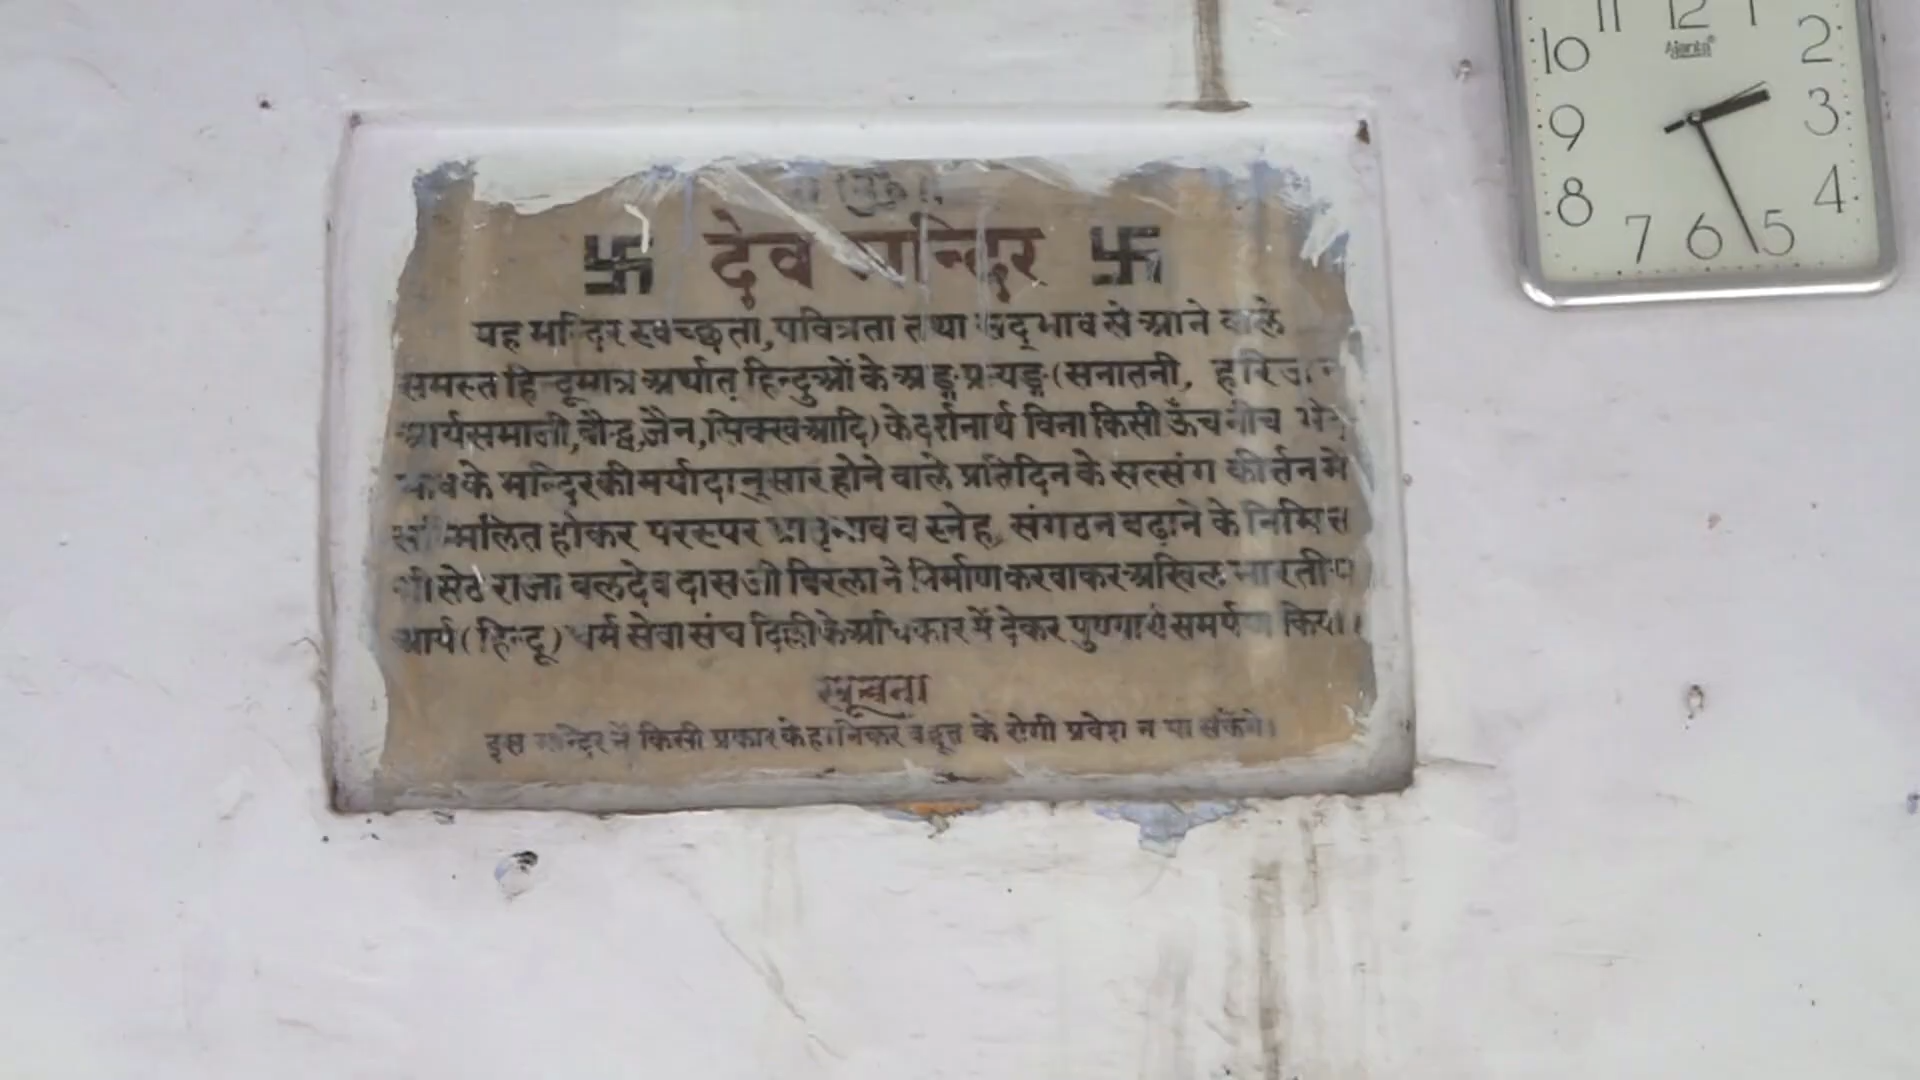 देव मन्दिर
यह मन्दिर स्वच्छता, पवित्रता तथा सद्भाव से आने वाले
समस्त हिन्दूमात्र अर्थात् हिन्दुओं के अङ्ग प्रत्यङ्ग (सनातनी, हरिजन
आर्यसमाजी, बौद्ध, जैन, सिक्ख आदि) के दर्शनार्थ विना किसी ऊँच नीच भेद
भाव के मन्दिर की मर्यादानुसार होने वाले प्रतिदिन के सत्संग कीर्तन में
सम्मिलित होकर परस्पर भ्रातृभाव व स्नेह, संगठन बढ़ाने के निमित्त
श्री सेठ राजा बलदेव दास जी बिरला ने निर्माण करवाकर अखिल भारतीय
आर्य (हिन्दू) धर्म सेवा संघ दिल्ली के अधिकार में देकर पुण्यार्थ समर्पण किया।
सूचना
इस मन्दिर में किसी प्रकार के हानिकर व छूत के रोगी प्रवेश न पा सकेंगे।
11 12 1
10 2
Ajanta
9 3
8 4
7 6 5